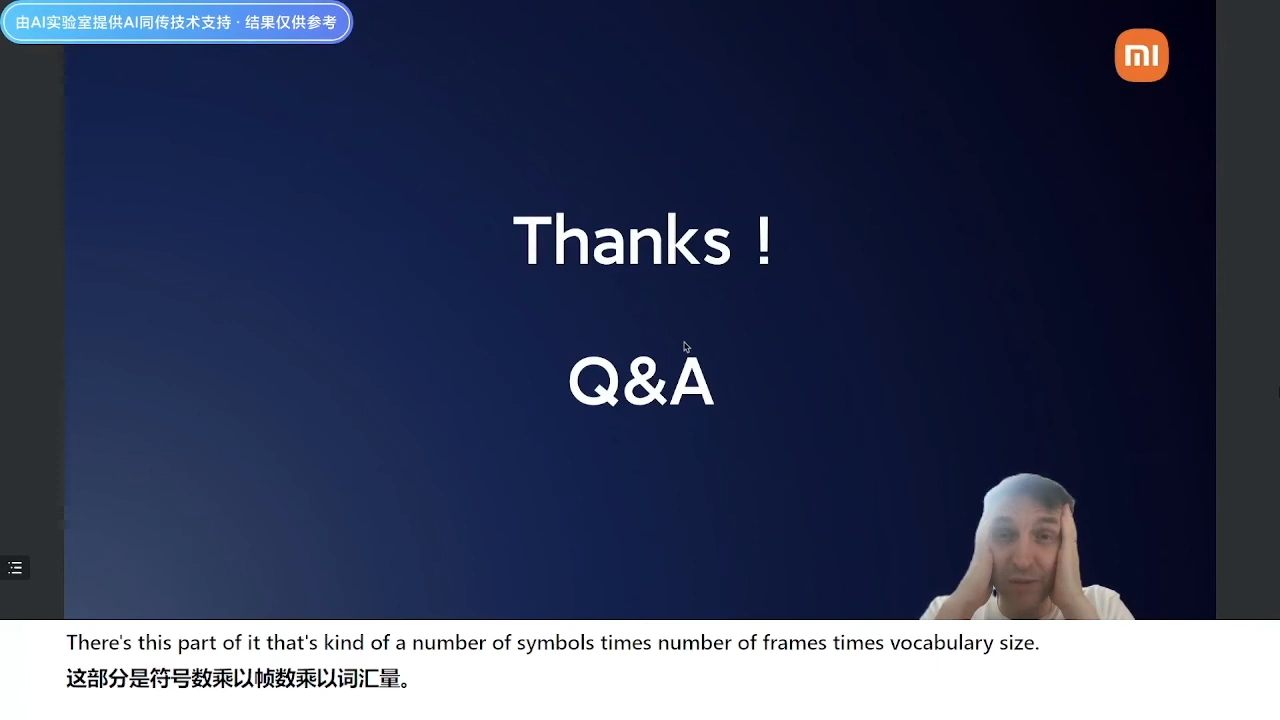 由AI实验室提供AI同传技术支持 · 结果仅供参考
mi
Thanks !
Q&A
There's this part of it that's kind of a number of symbols times number of frames times vocabulary size.
这部分是符号数乘以帧数乘以词汇量。